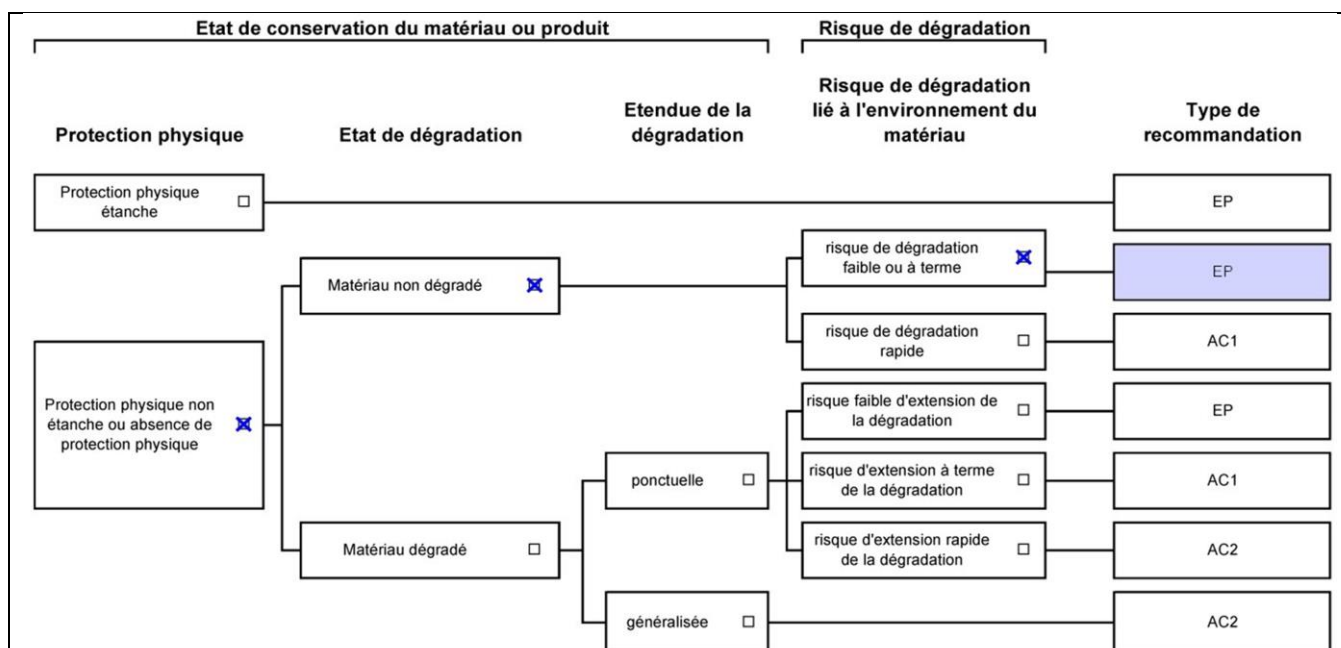 Etat de conservation du matériau ou produit
Risque de dégradation
Protection physique
Etat de dégradation
Etendue de la
dégradation
Risque de dégradation
lié à l'environnement du
matériau
Type de
recommandation
Protection physique
étanche
EP
risque de dégradation
faible ou à terme
EP
Matériau non dégradé
risque de dégradation
rapide
AC1
Protection physique non
étanche ou absence de
protection physique
risque faible d'extension de
la dégradation
EP
ponctuelle
risque d'extension à terme
de la dégradation
AC1
Matériau dégradé
risque d'extension rapide
de la dégradation
AC2
généralisée
AC2